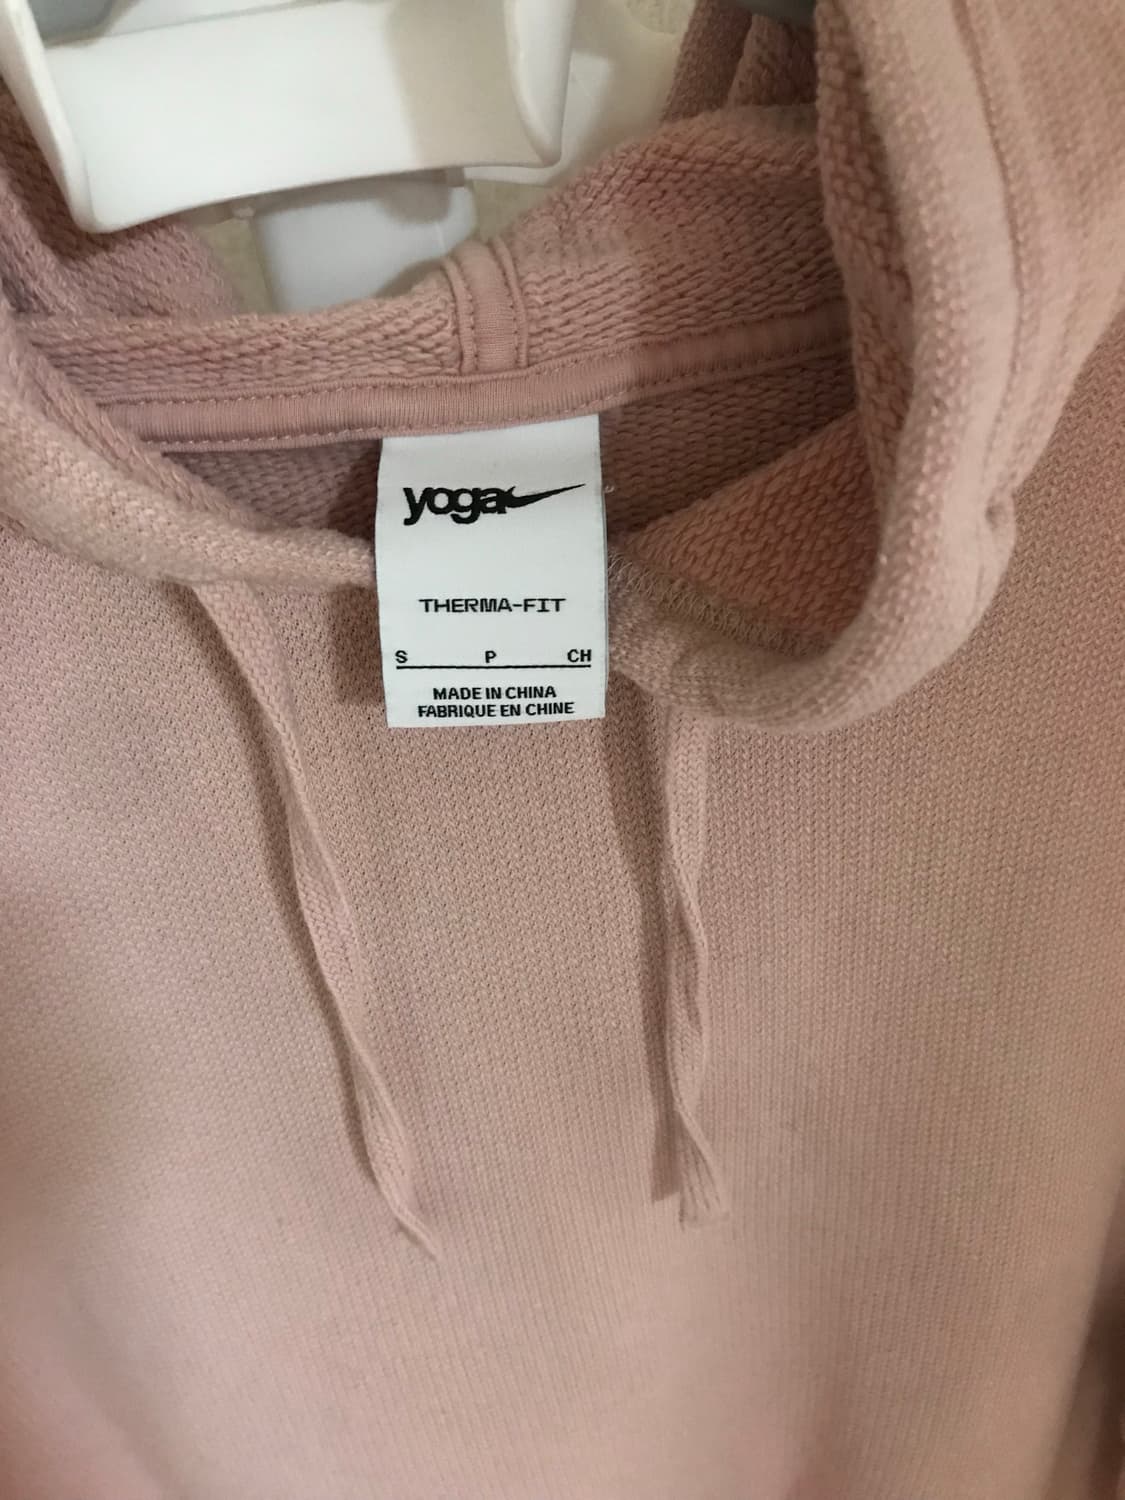 yoga
THERMA-FIT
S P CH
MADE IN CHINA
FABRIQUE EN CHINE